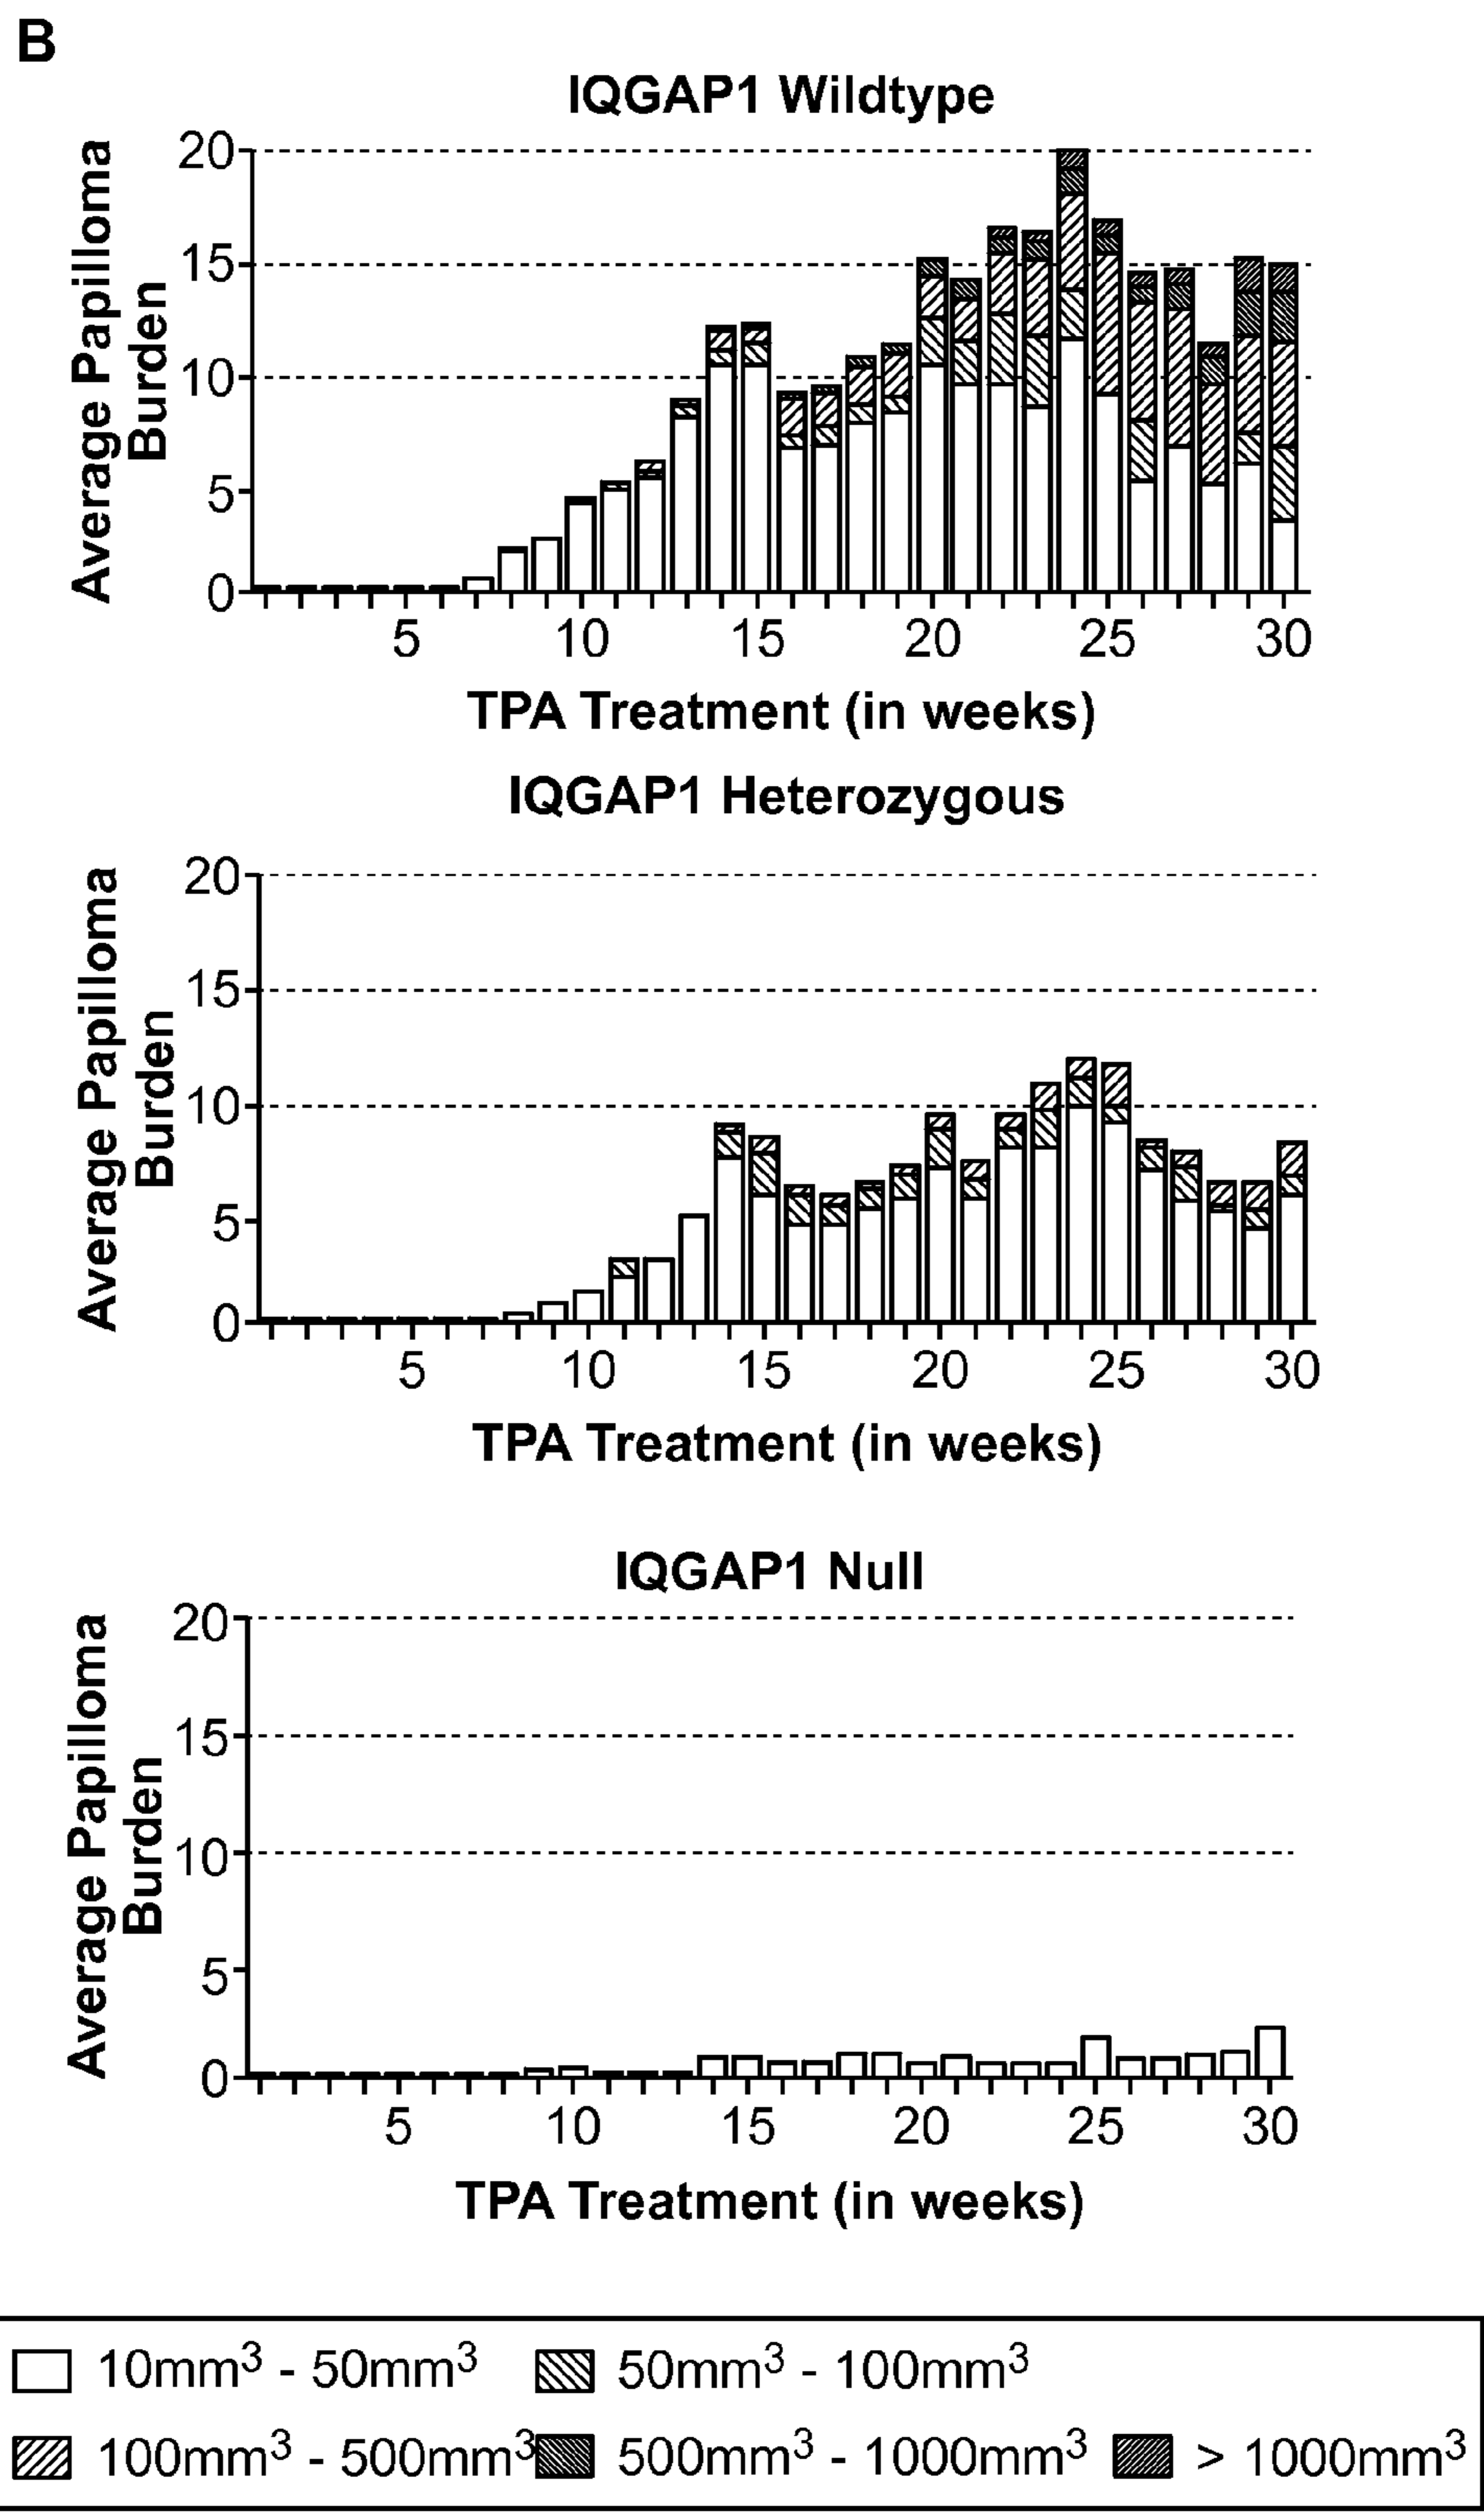 B
IQGAP1 Wildtype
Average Papilloma
Burden
20
15
10
5
0
5 10 15 20 25 30
TPA Treatment (in weeks)
IQGAP1 Heterozygous
Average Papilloma
Burden
20
15
10
5
0
5 10 15 20 25 30
TPA Treatment (in weeks)
IQGAP1 Null
Average Papilloma
Burden
20
15
10
5
0
5 10 15 20 25 30
TPA Treatment (in weeks)
10mm³ - 50mm³ 50mm³ - 100mm³
100mm³ - 500mm³ 500mm³ - 1000mm³ > 1000mm³